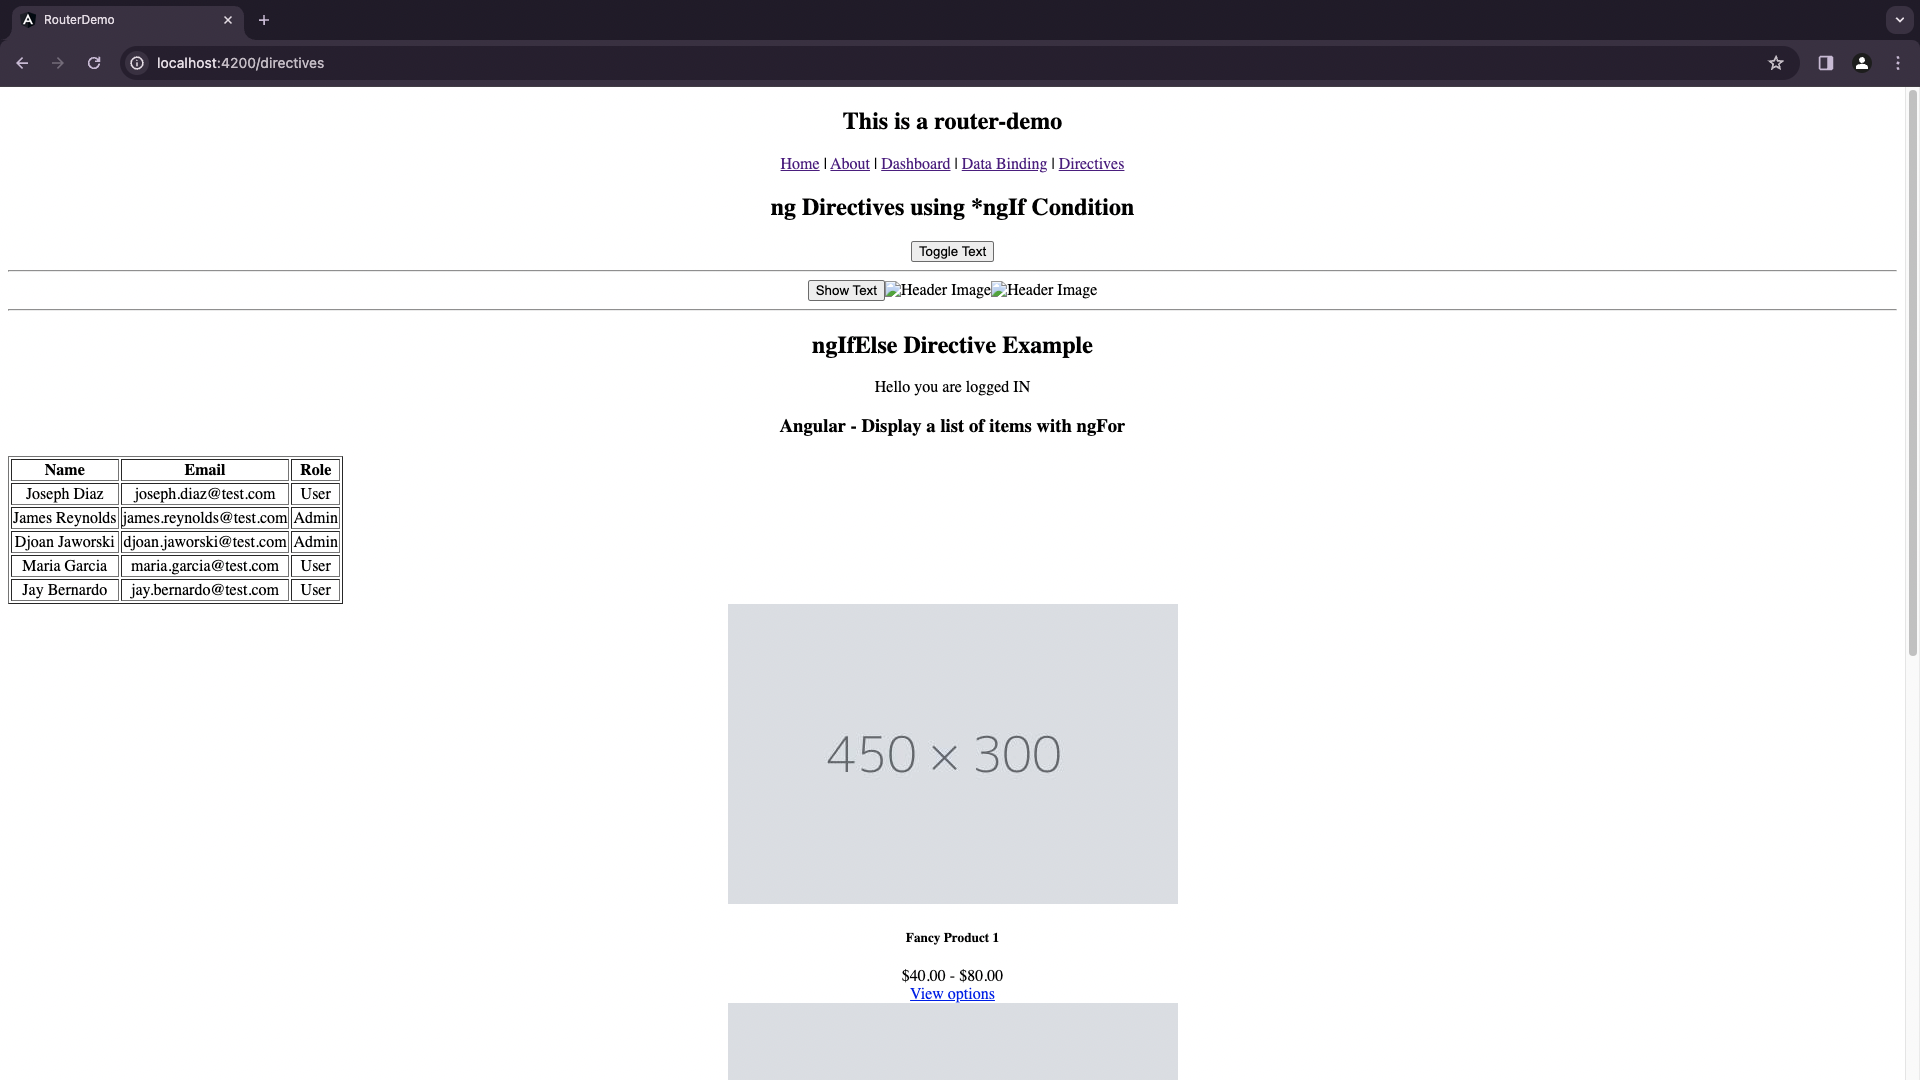 RouterDemo
localhost:4200/directives
This is a router-demo
Home | About | Dashboard | Data Binding | Directives
ng Directives using *ngIf Condition
Toggle Text
Show Text Header Image Header Image
ngIfElse Directive Example
Hello you are logged IN
Angular - Display a list of items with ngFor
Name Email Role
Joseph Diaz joseph.diaz@test.com User
James Reynolds james.reynolds@test.com Admin
Djoan Jaworski djoan.jaworski@test.com Admin
Maria Garcia maria.garcia@test.com User
Jay Bernardo jay.bernardo@test.com User
450 × 300
Fancy Product 1
$40.00 - $80.00
View options